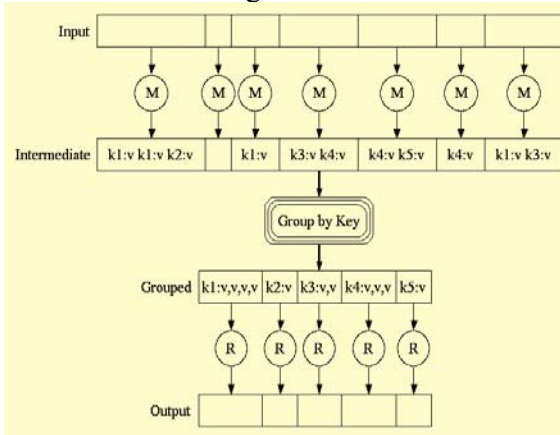 Input
M M M M M M M
Intermediate k1:v k1:v k2:v k1:v k3:v k4:v k4:v k5:v k4:v k1:v k3:v
Group by Key
Grouped k1:v,v,v,v k2:v k3:v,v k4:v,v,v k5:v
R R R R R
Output